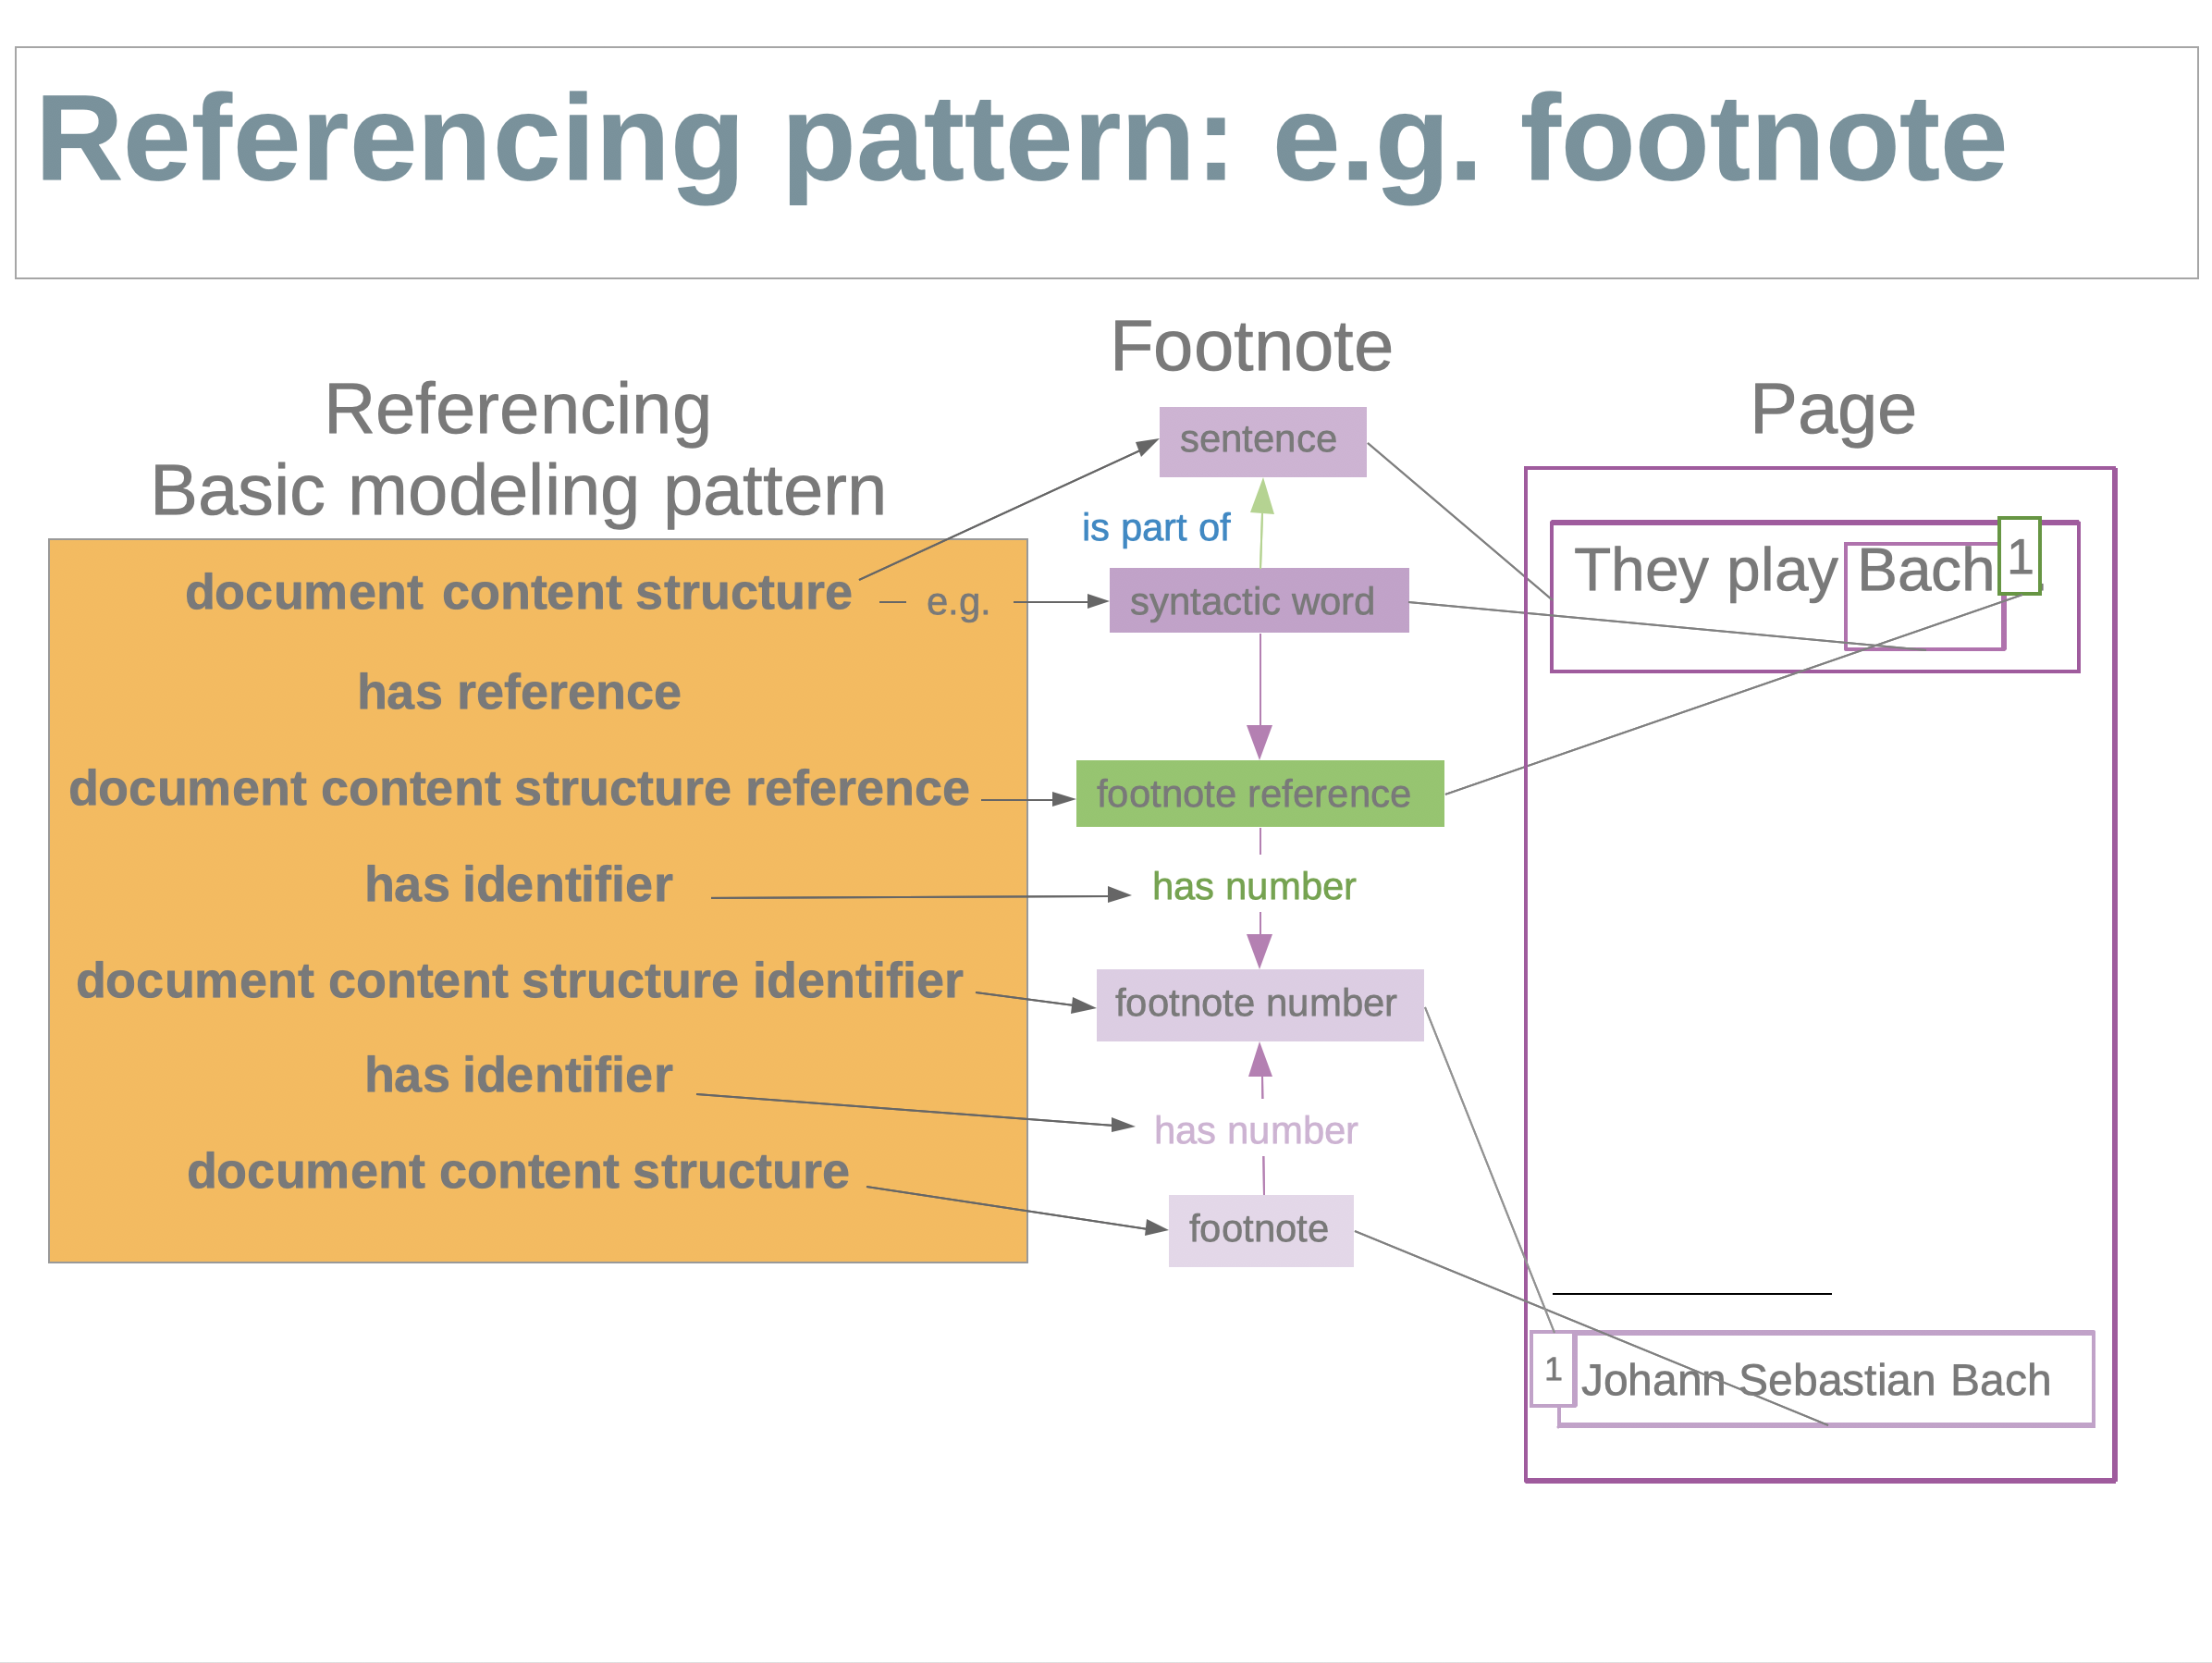 Referencing pattern: e.g. footnote
Referencing
Basic modeling pattern
document content structure
e.g.
has reference
document content structure reference
has identifier
document content structure identifier
has identifier
document content structure
Footnote
sentence
is part of
syntactic word
footnote reference
has number
footnote number
has number
footnote
Page
They play Bach1.
1 Johann Sebastian Bach